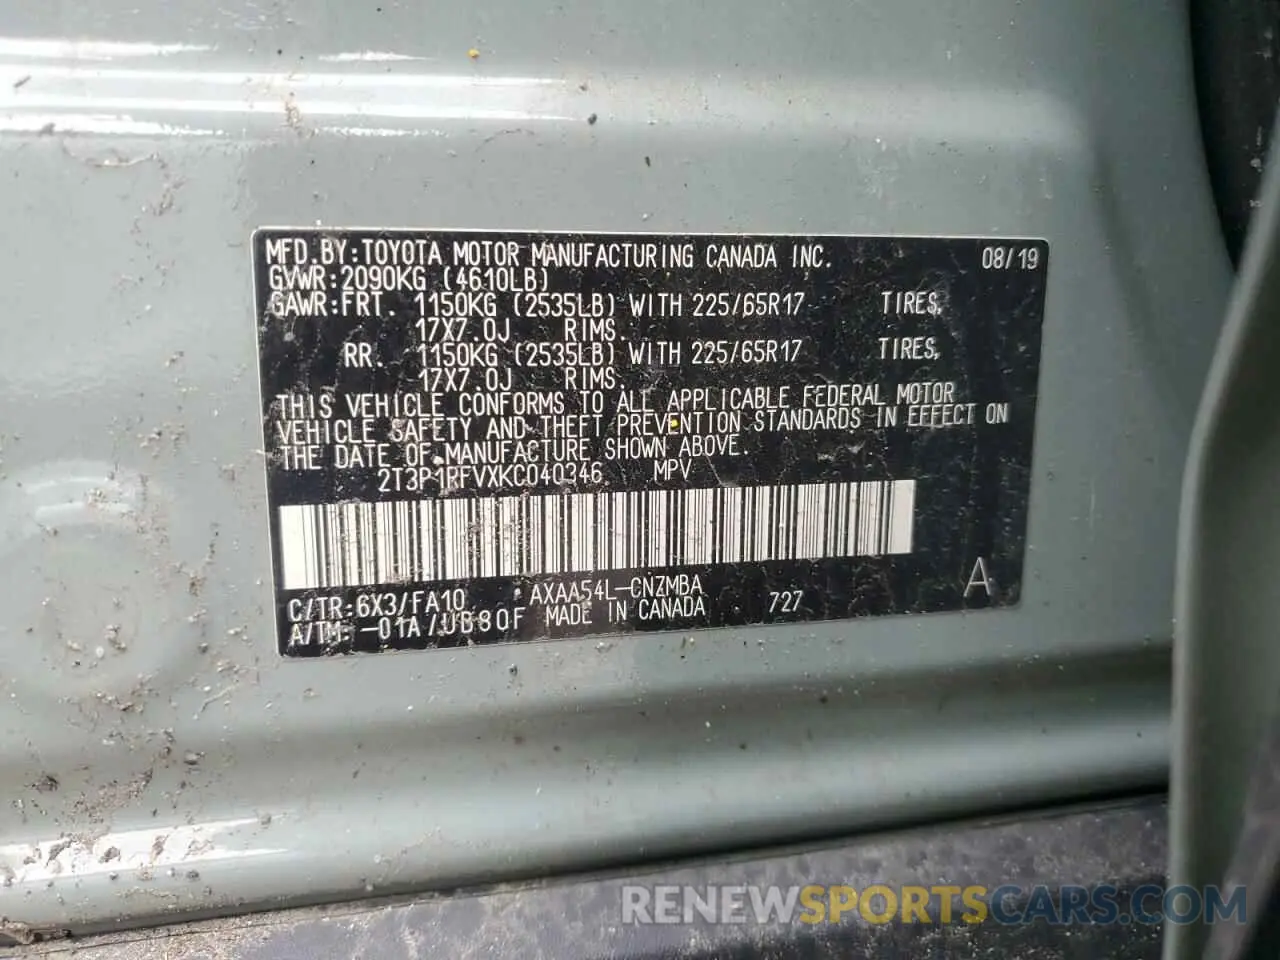 MFD.BY:TOYOTA MOTOR MANUFACTURING CANADA INC. 08/19
GVWR:2090KG (4610LB)
GAWR:FRT. 1150KG (2535LB) WITH 225/65R17 TIRES,
17X7.0J RIMS.
RR. 1150KG (2535LB) WITH 225/65R17 TIRES,
17X7.0J RIMS.
THIS VEHICLE CONFORMS TO ALL APPLICABLE FEDERAL MOTOR
VEHICLE SAFETY AND THEFT PREVENTION STANDARDS IN EFFECT ON
THE DATE OF MANUFACTURE SHOWN ABOVE.
2T3P1RFVXKC040346 MPV
C/TR:6X3/FA10 AXAA54L-CNZMBA 727 A
A/TM: -01A/UB80F MADE IN CANADA
RENEWSPORTSCARS.COM